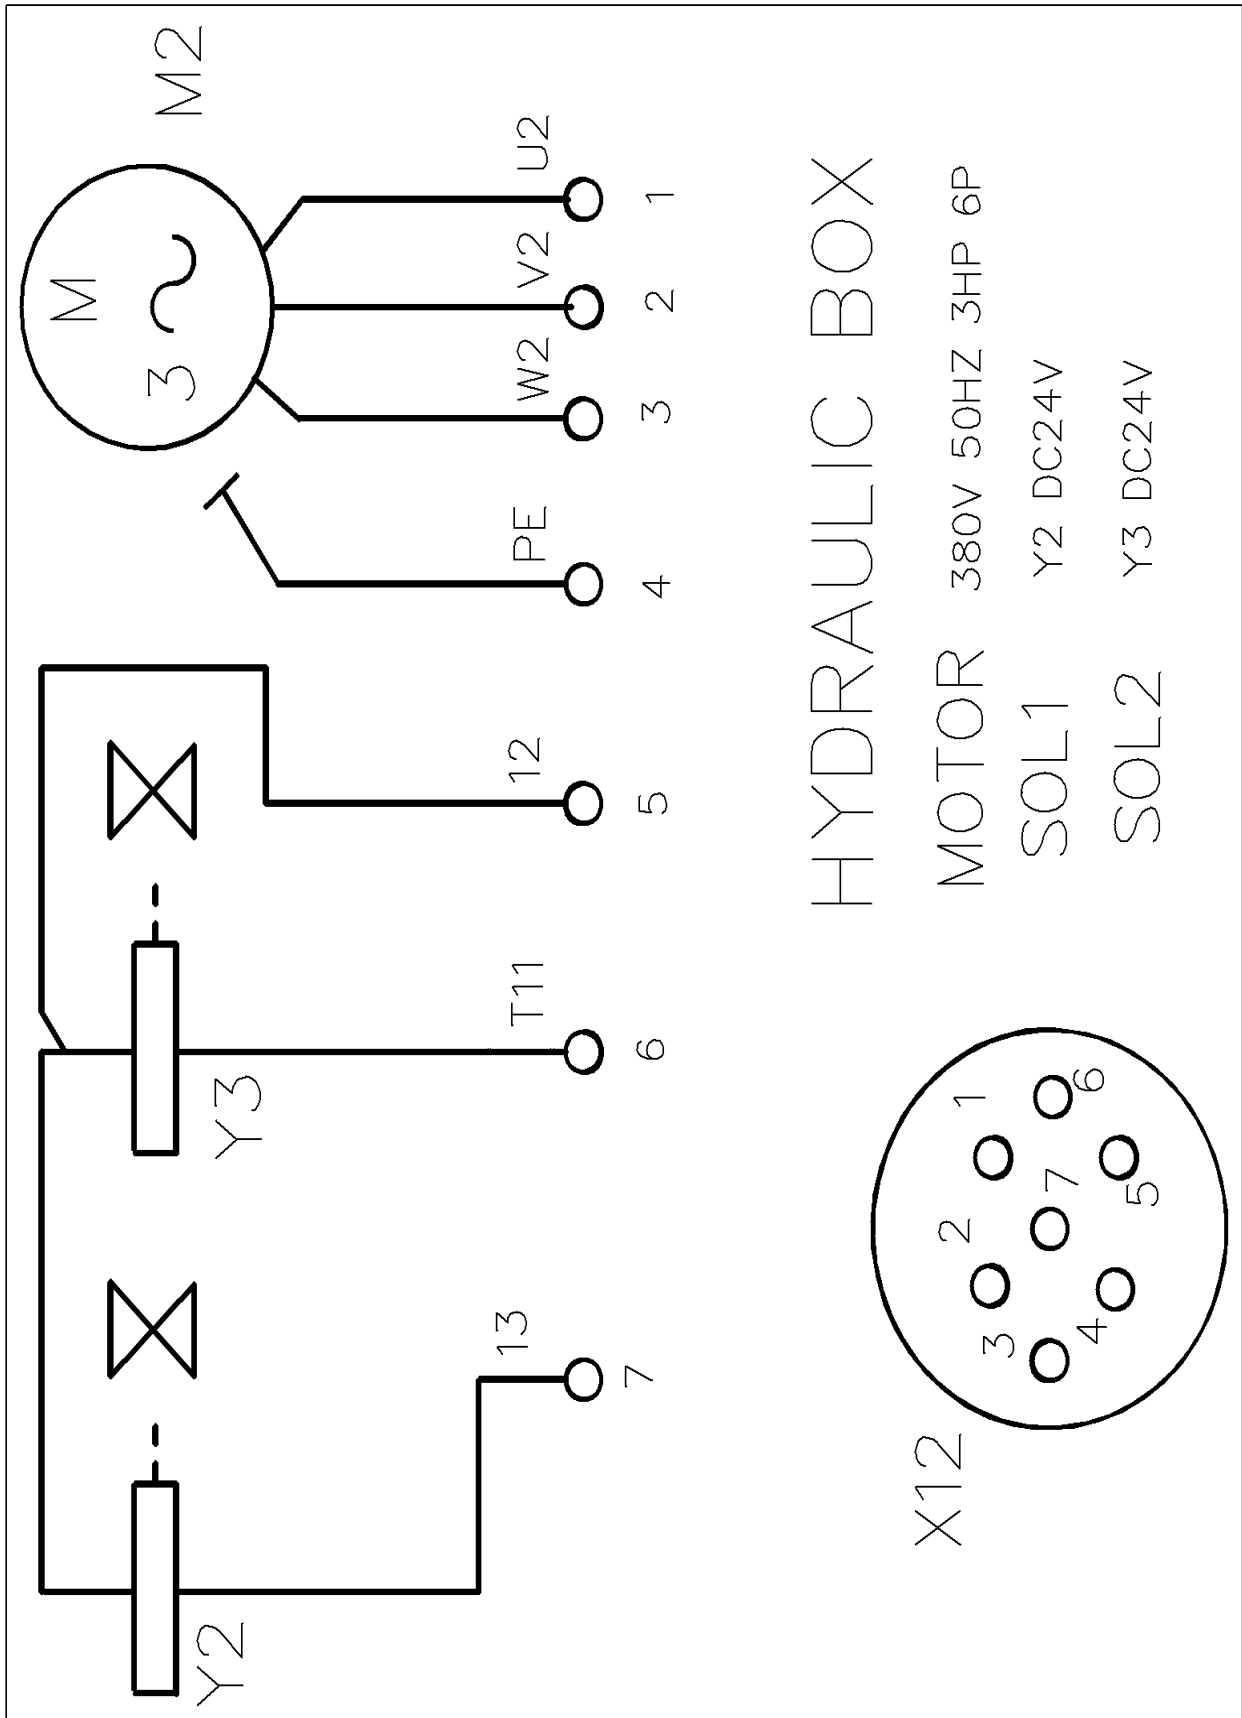 M2
M
3 ~
U2
V2
W2
PE
12
T11
13
1
2
3
4
5
6
7
Y3
Y2
HYDRAULIC BOX
MOTOR 380V 50HZ 3HP 6P
SOL1 Y2 DC24V
SOL2 Y3 DC24V
X12
1
2
3
4
5
6
7